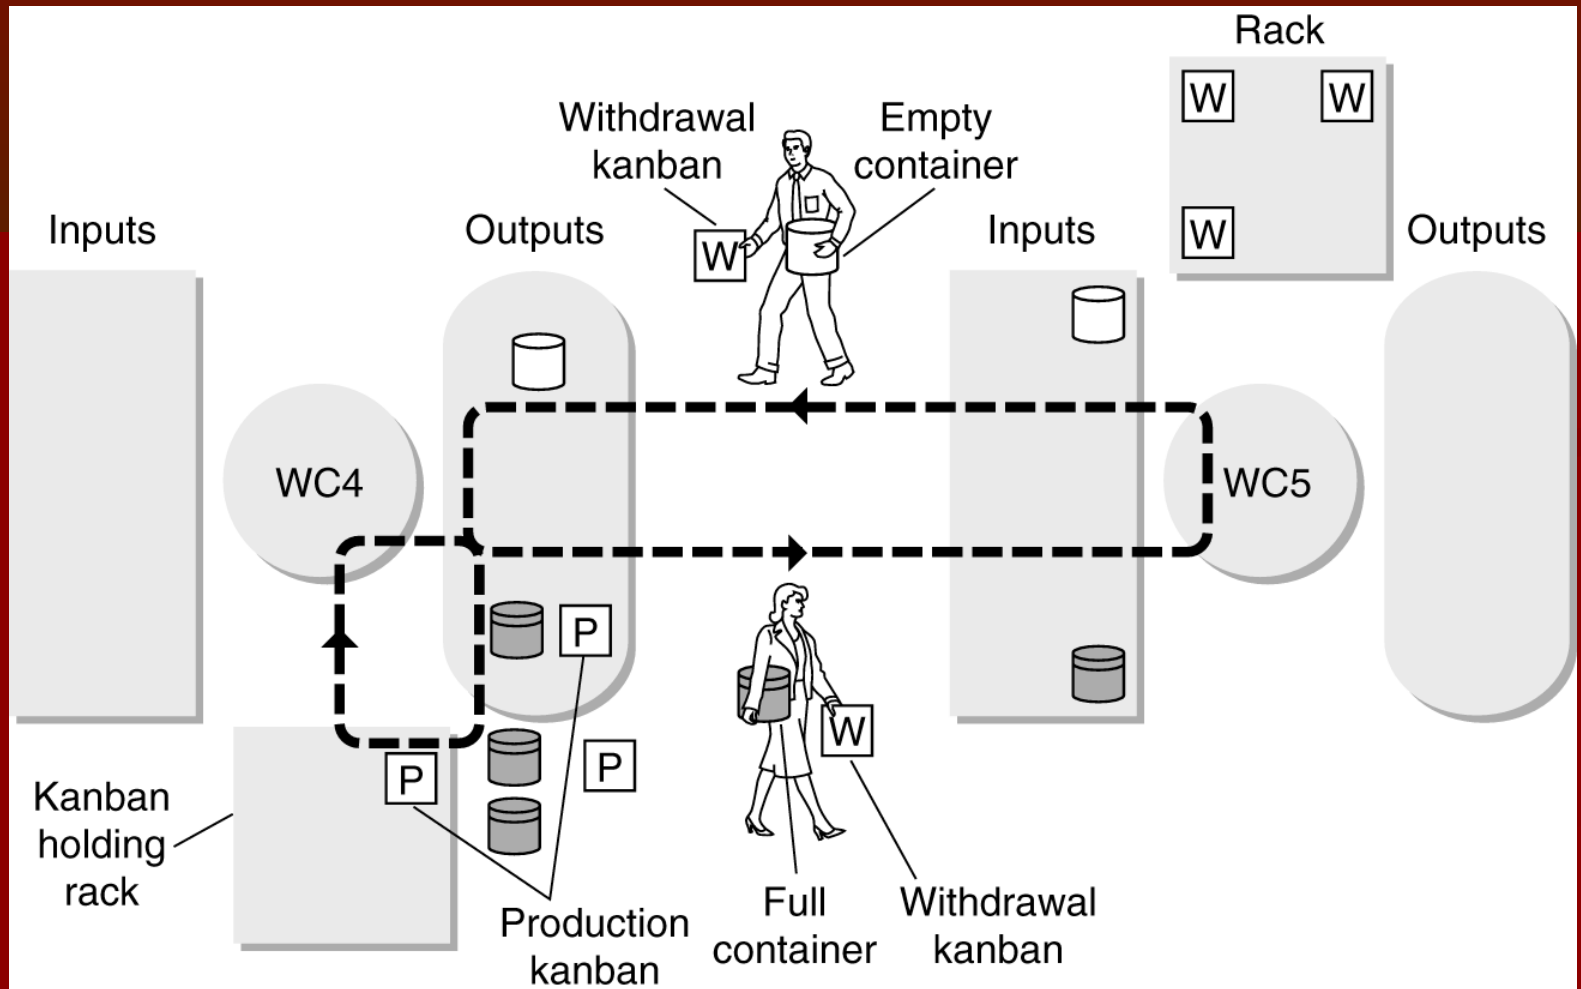 Rack
W
W
Withdrawal
kanban
Empty
container
W
Inputs
Outputs
W
Inputs
Outputs
WC4
WC5
P
W
P
P
Kanban
holding
rack
Production
kanban
Full
container
Withdrawal
kanban